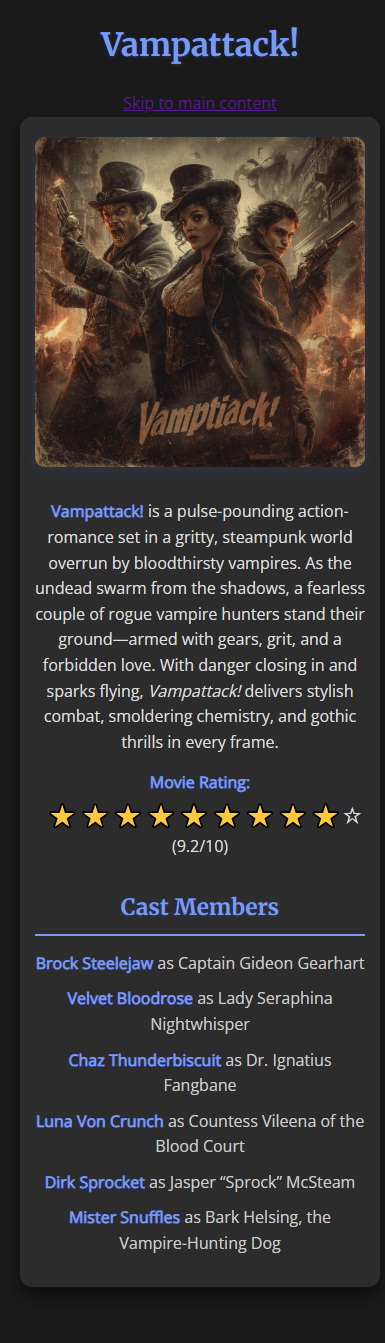 Vampattack!
Skip to main content
Vamptiack!
Vampattack! is a pulse-pounding action-
romance set in a gritty, steampunk world
overrun by bloodthirsty vampires. As the
undead swarm from the shadows, a fearless
couple of rogue vampire hunters stand their
ground—armed with gears, grit, and a
forbidden love. With danger closing in and
sparks flying, Vampattack! delivers stylish
combat, smoldering chemistry, and gothic
thrills in every frame.
Movie Rating:
(9.2/10)
Cast Members
Brock Steelejaw as Captain Gideon Gearhart
Velvet Bloodrose as Lady Seraphina
Nightwhisper
Chaz Thunderbiscuit as Dr. Ignatius
Fangbane
Luna Von Crunch as Countess Vileena of the
Blood Court
Dirk Sprocket as Jasper “Sprock” McSteam
Mister Snuffles as Bark Helsing, the
Vampire-Hunting Dog